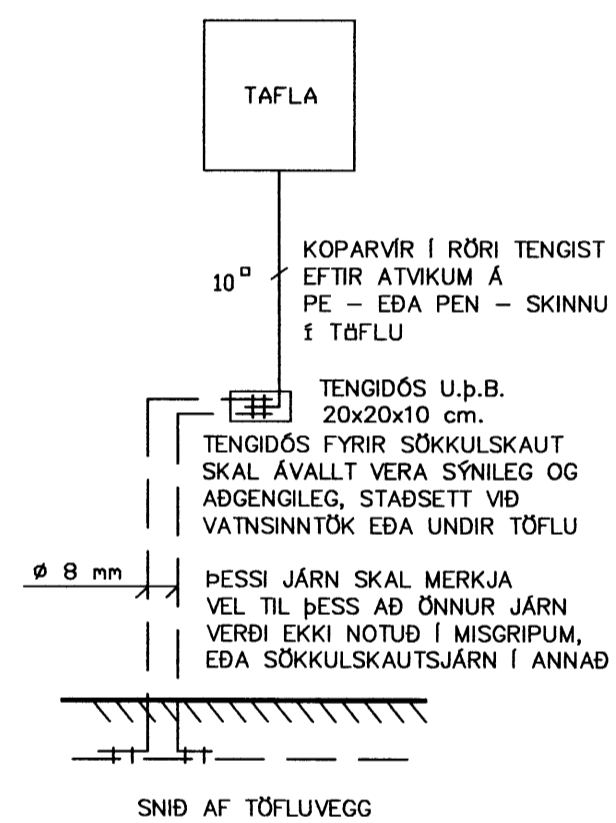 TAFLA
KOPARVÍR Í RÖRI TENGIST
10□
EFTIR ATVIKUM Á
PE – EÐA PEN – SKINNU
Í TÖFLU
TENGIDÓS U.þ.B.
20x20x10 cm.
TENGIDÓS FYRIR SÖKKULSKAUT
SKAL ÁVALLT VERA SÝNILEG OG
AÐGENGILEG, STAÐSETT VIÐ
VATNSINNTÖK EÐA UNDIR TÖFLU
Ø 8 mm
ÞESSI JÁRN SKAL MERKJA
VEL TIL ÞESS AÐ ÖNNUR JÁRN
VERÐI EKKI NOTUÐ Í MISGRIPUM,
EÐA SÖKKULSKAUTSJÁRN Í ANNAÐ
SNIÐ AF TÖFLUVEGG